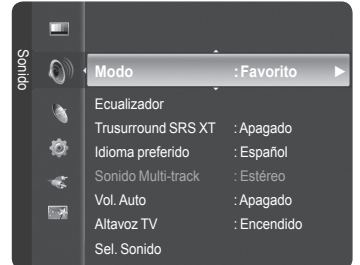 Sonido
Modo : Favorito
Ecualizador
Trusurround SRS XT : Apagado
Idioma preferido : Español
Sonido Multi-track : Estéreo
Vol. Auto : Apagado
Altavoz TV : Encendido
Sel. Sonido